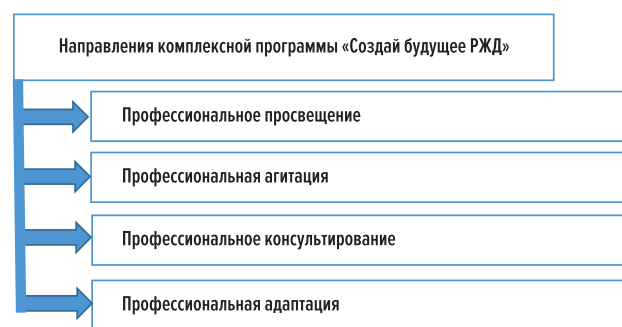 Направления комплексной программы «Создай будущее РЖД»
Профессиональное просвещение
Профессиональная агитация
Профессиональное консультирование
Профессиональная адаптация